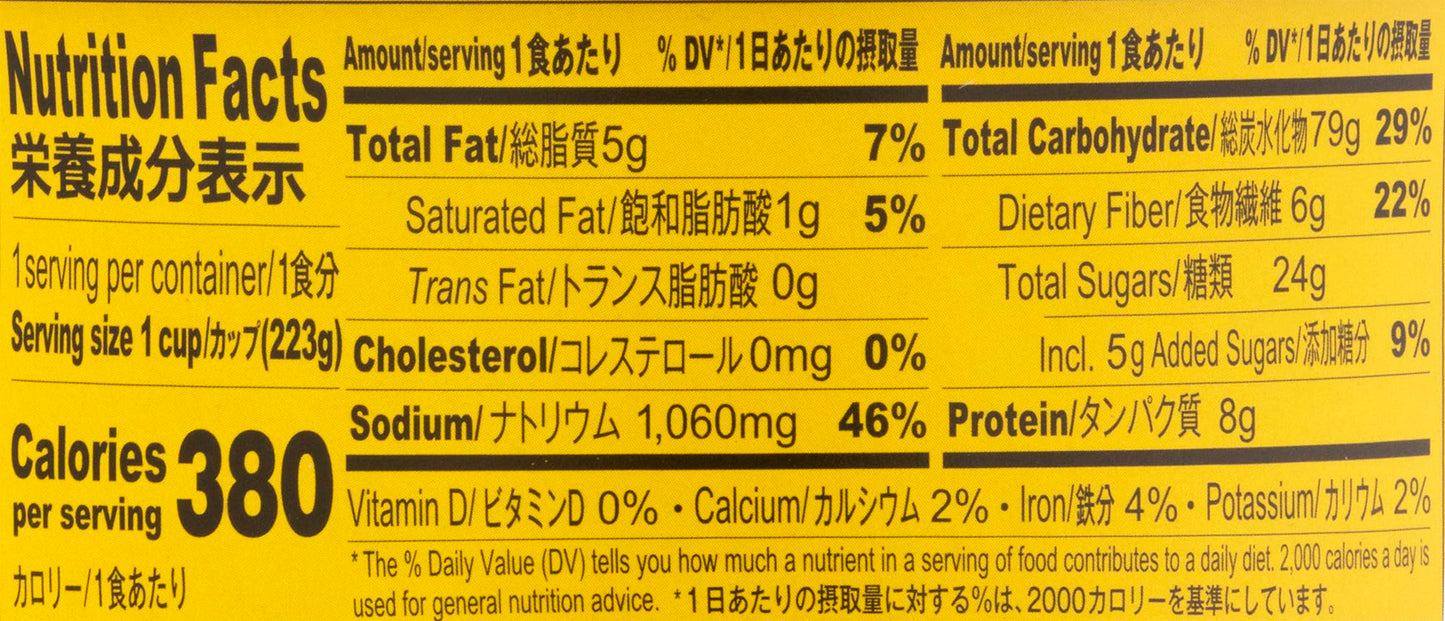 Nutrition Facts
栄養成分表示
1 serving per container/1食分
Serving size 1 cup/カップ(223g)
Calories
per serving 380
カロリー/1食あたり
Amount/serving 1食あたり % DV*/1日あたりの摂取量
Total Fat/総脂質5g 7%
Saturated Fat/飽和脂肪酸1g 5%
Trans Fat/トランス脂肪酸 0g
Cholesterol/コレステロール0mg 0%
Sodium/ナトリウム 1,060mg 46%
Amount/serving 1食あたり % DV*/1日あたりの摂取量
Total Carbohydrate/総炭水化物79g 29%
Dietary Fiber/食物繊維 6g 22%
Total Sugars/糖類 24g
Incl. 5g Added Sugars/添加糖分 9%
Protein/タンパク質 8g
Vitamin D/ビタミンD 0% • Calcium/カルシウム 2% • Iron/鉄分 4% • Potassium/カリウム 2%
* The % Daily Value (DV) tells you how much a nutrient in a serving of food contributes to a daily diet. 2,000 calories a day is
used for general nutrition advice. *1日あたりの摂取量に対する%は、2000カロリーを基準にしています。